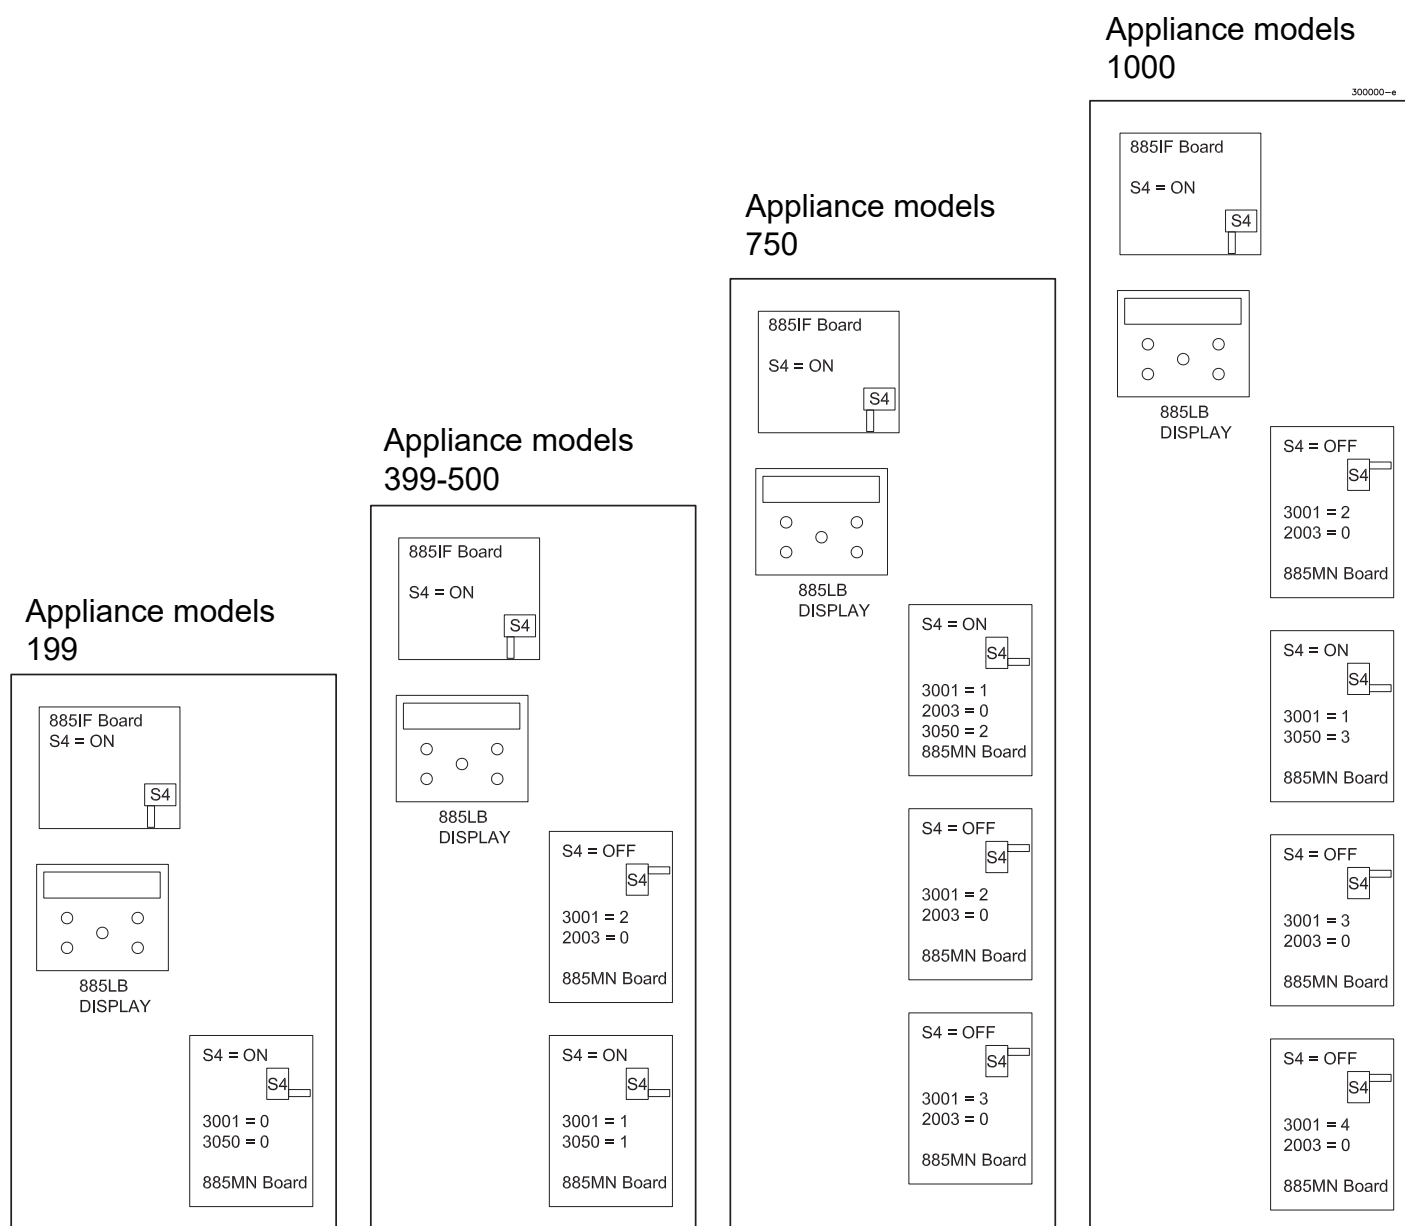 Appliance models
199
885IF Board
S4 = ON
S4
885LB
DISPLAY
S4 = ON
S4
3001 = 0
3050 = 0
885MN Board
Appliance models
399-500
885IF Board
S4 = ON
S4
885LB
DISPLAY
S4 = OFF
S4
3001 = 2
2003 = 0
885MN Board
S4 = ON
S4
3001 = 1
3050 = 1
885MN Board
Appliance models
750
885IF Board
S4 = ON
S4
885LB
DISPLAY
S4 = ON
S4
3001 = 1
2003 = 0
3050 = 2
885MN Board
S4 = OFF
S4
3001 = 2
2003 = 0
885MN Board
S4 = OFF
S4
3001 = 3
2003 = 0
885MN Board
Appliance models
1000
300000-e
885IF Board
S4 = ON
S4
885LB
DISPLAY
S4 = OFF
S4
3001 = 2
2003 = 0
885MN Board
S4 = ON
S4
3001 = 1
3050 = 3
885MN Board
S4 = OFF
S4
3001 = 3
2003 = 0
885MN Board
S4 = OFF
S4
3001 = 4
2003 = 0
885MN Board